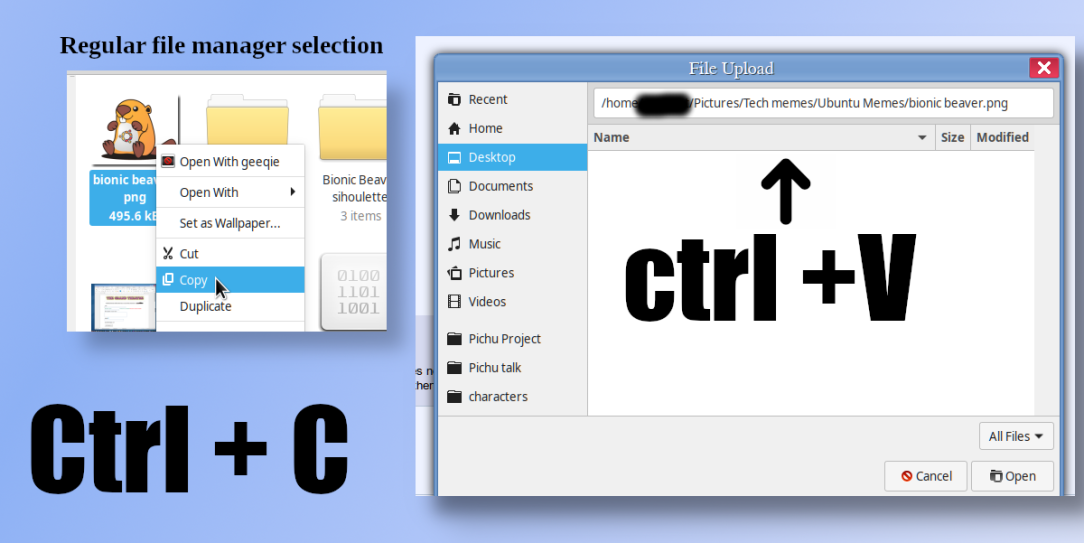 Regular file manager selection
bionic bea
png
495.6 k
Open With geeqie
Open With
Set as Wallpaper...
Cut
Copy
Duplicate
Bionic Beav
sihoulette
3 items
0100
1101
1001
Ctrl + C
File Upload
Recent
Home
Desktop
Documents
Downloads
Music
Pictures
Videos
Pichu Project
Pichu talk
characters
/home /Pictures/Tech memes/Ubuntu Memes/bionic beaver.png
Name Size Modified
ctrl +V
All Files
Cancel Open